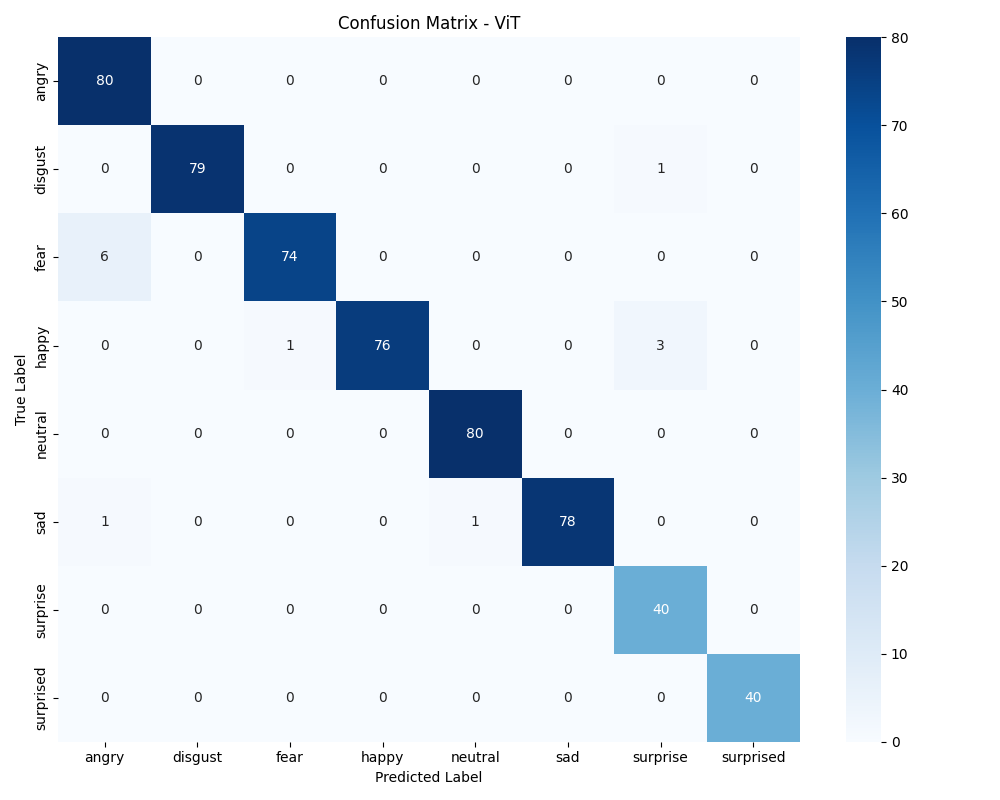 Confusion Matrix - ViT
angry 80 0 0 0 0 0 0 0
disgust 0 79 0 0 0 0 1 0
fear 6 0 74 0 0 0 0 0
happy 0 0 1 76 0 0 3 0
neutral 0 0 0 0 80 0 0 0
sad 1 0 0 0 1 78 0 0
surprise 0 0 0 0 0 0 40 0
surprised 0 0 0 0 0 0 0 40
True Label
angry disgust fear happy neutral sad surprise surprised
Predicted Label
80
70
60
50
40
30
20
10
0